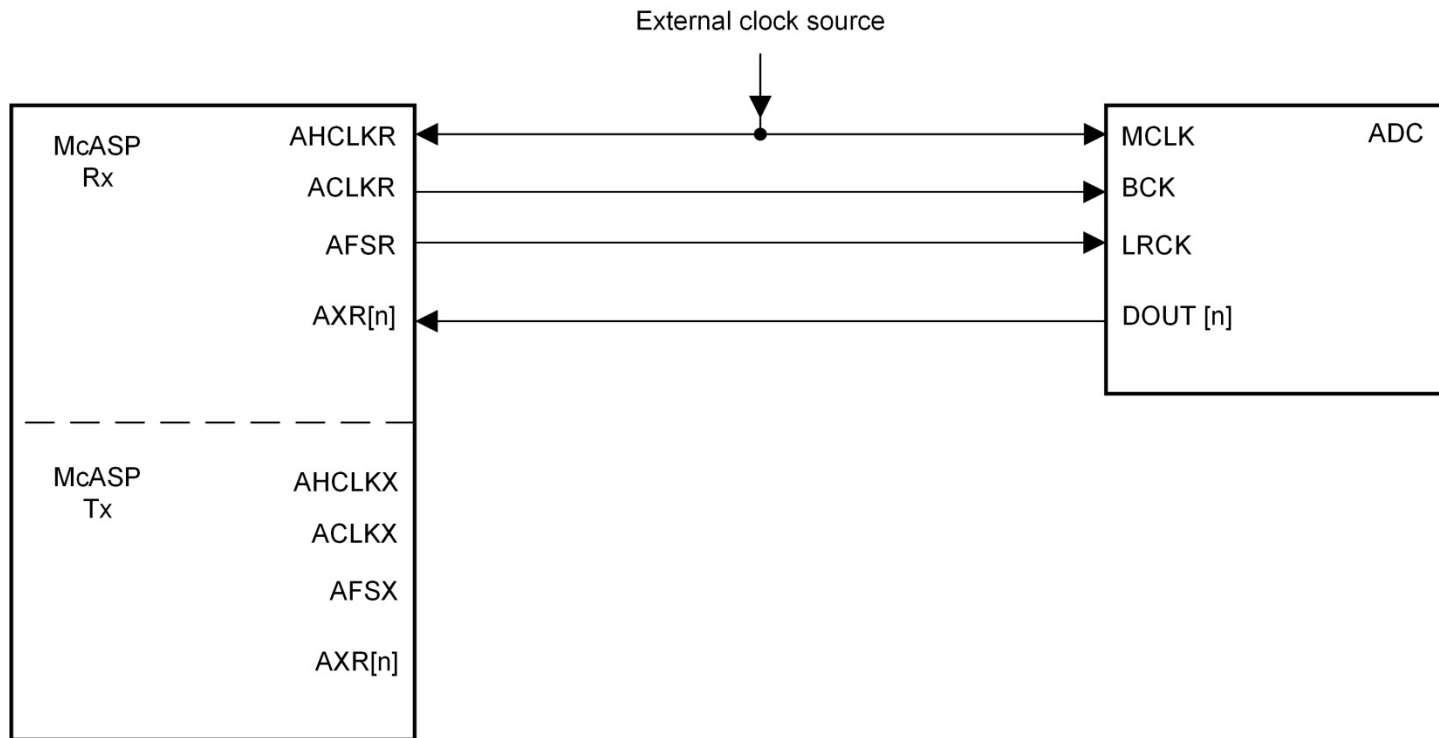 External clock source
McASP
Rx
AHCLKR
ACLKR
AFSR
AXR[n]
MCLK
ADC
BCK
LRCK
DOUT [n]
McASP
Tx
AHCLKX
ACLKX
AFSX
AXR[n]